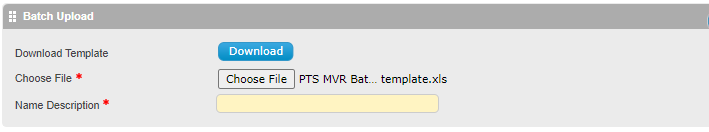 Batch Upload
Download Template Download
Choose File * Choose File PTS MVR Bat... template.xls
Name Description *